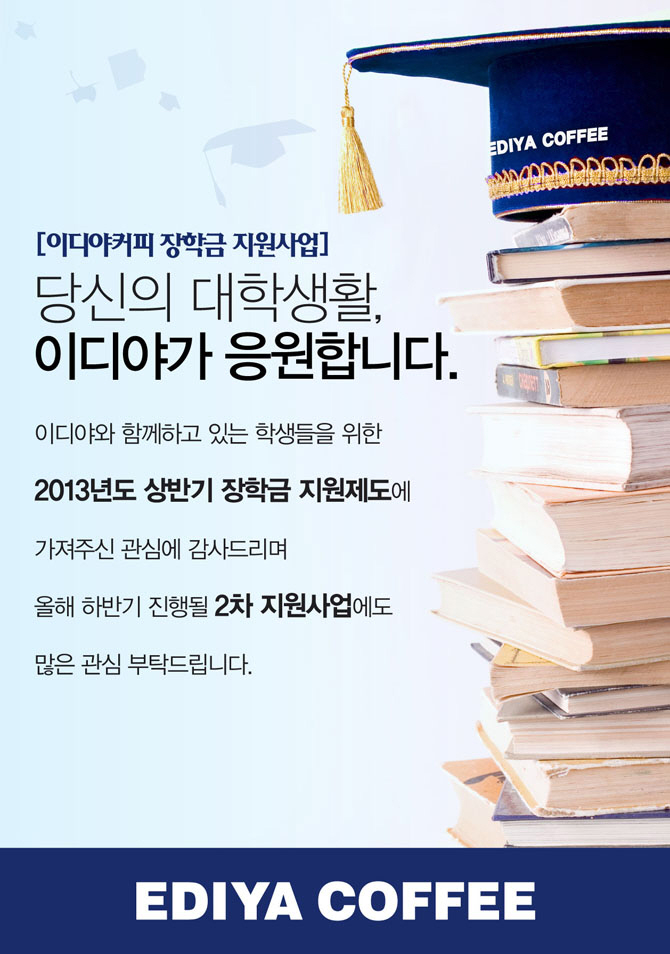 EDIYA COFFEE
[이디야커피 장학금 지원사업]
당신의 대학생활,
이디야가 응원합니다.
이디야와 함께하고 있는 학생들을 위한
2013년도 상반기 장학금 지원제도에
가져주신 관심에 감사드리며
올해 하반기 진행될 2차 지원사업에도
많은 관심 부탁드립니다.
EDIYA COFFEE